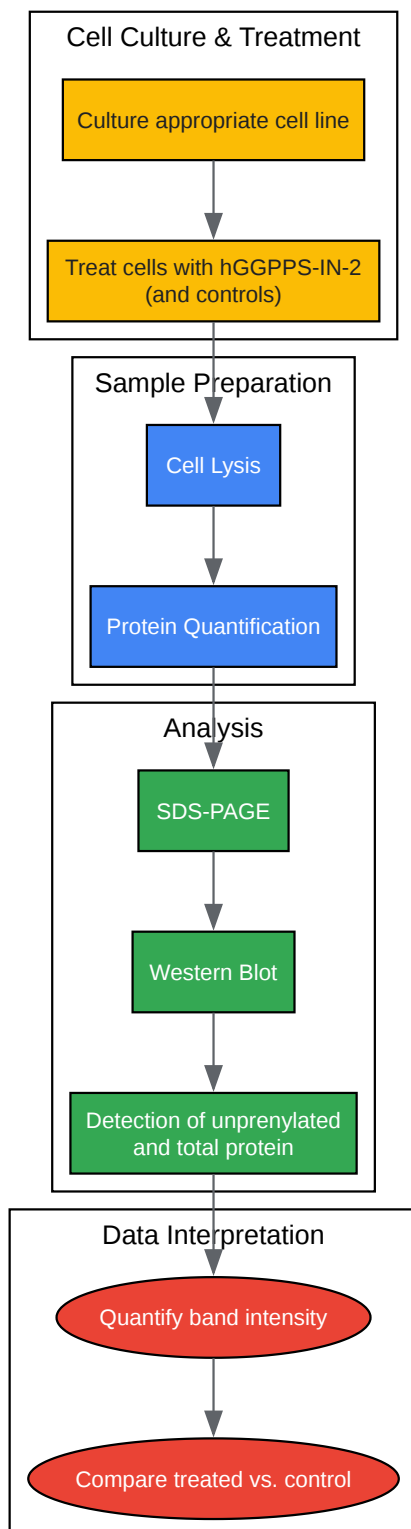 Cell Culture & Treatment
Culture appropriate cell line
Treat cells with hGGPPS-IN-2
(and controls)
Sample Preparation
Cell Lysis
Protein Quantification
Analysis
SDS-PAGE
Western Blot
Detection of unprenylated
and total protein
Data Interpretation
Quantify band intensity
Compare treated vs. control